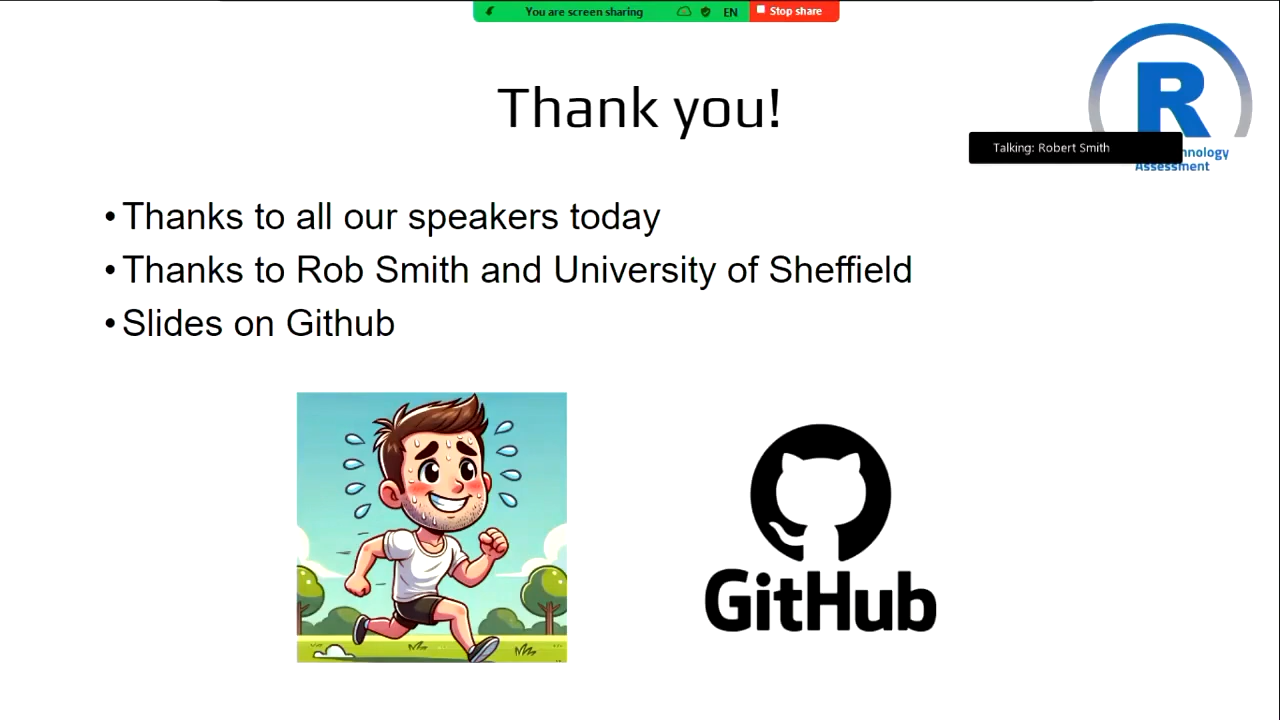 You are screen sharing EN Stop share
Thank you!
R
Talking: Robert Smith
Assessment
• Thanks to all our speakers today
• Thanks to Rob Smith and University of Sheffield
• Slides on Github
GitHub